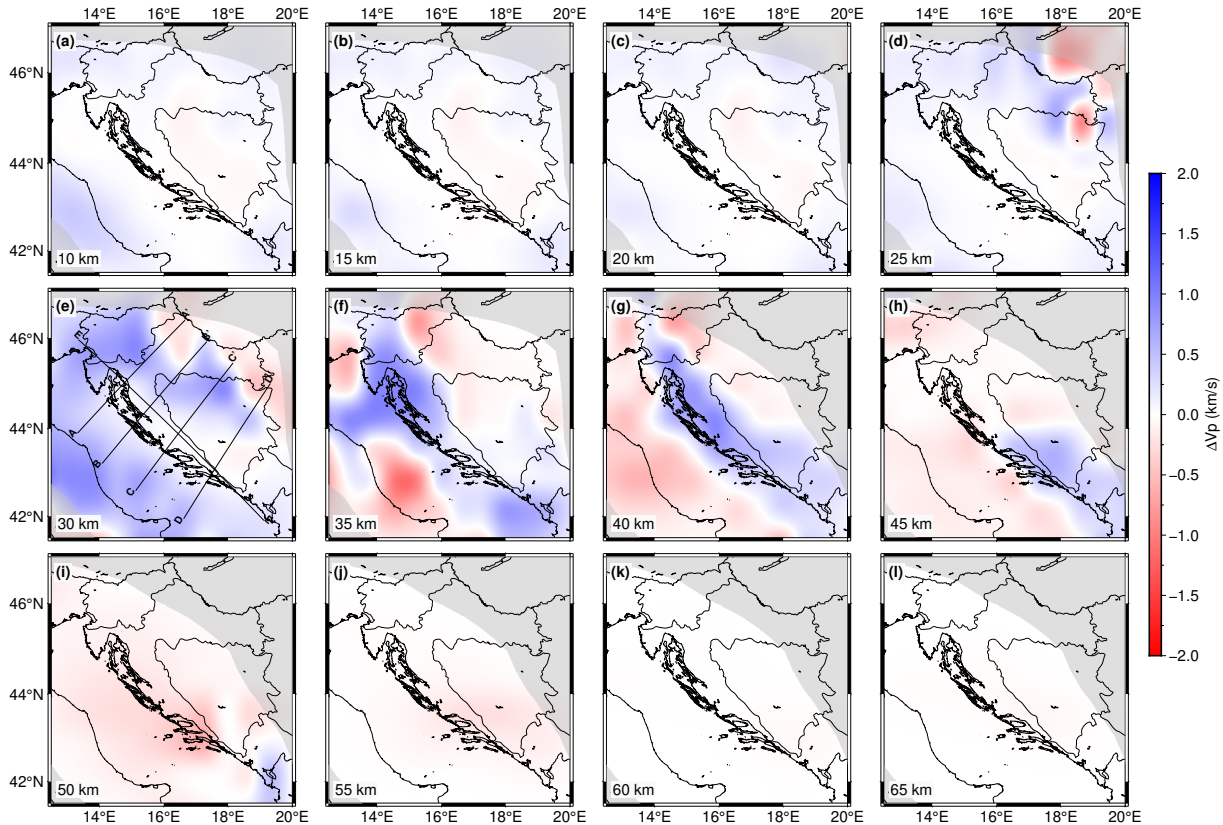 14°E 16°E 18°E 20°E 14°E 16°E 18°E 20°E 14°E 16°E 18°E 20°E 14°E 16°E 18°E 20°E
(a) (b) (c) (d)
46°N
44°N
42°N
10 km 15 km 20 km 25 km
(e) (f) (g) (h)
E B C D
46°N
44°N
A B C D
42°N
30 km 35 km 40 km 45 km
(i) (j) (k) (l)
46°N
44°N
42°N
50 km 55 km 60 km 65 km
14°E 16°E 18°E 20°E 14°E 16°E 18°E 20°E 14°E 16°E 18°E 20°E 14°E 16°E 18°E 20°E
2.0
1.5
1.0
0.5
0.0
−0.5
−1.0
−1.5
−2.0
ΔVp (km/s)